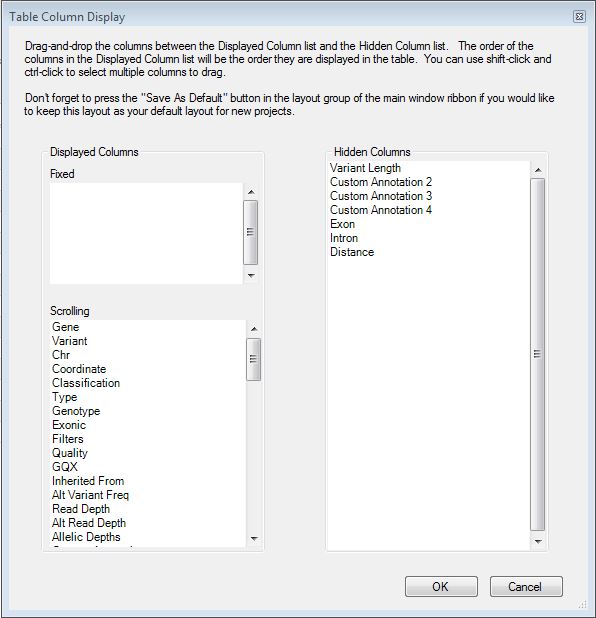 Table Column Display
Drag-and-drop the columns between the Displayed Column list and the Hidden Column list. The order of the
columns in the Displayed Column list will be the order they are displayed in the table. You can use shift-click and
ctrl-click to select multiple columns to drag.
Don't forget to press the "Save As Default" button in the layout group of the main window ribbon if you would like
to keep this layout as your default layout for new projects.
Displayed Columns
Fixed
Scrolling
Gene
Variant
Chr
Coordinate
Classification
Type
Genotype
Exonic
Filters
Quality
GQX
Inherited From
Alt Variant Freq
Read Depth
Alt Read Depth
Allelic Depths
Hidden Columns
Variant Length
Custom Annotation 2
Custom Annotation 3
Custom Annotation 4
Exon
Intron
Distance
OK
Cancel